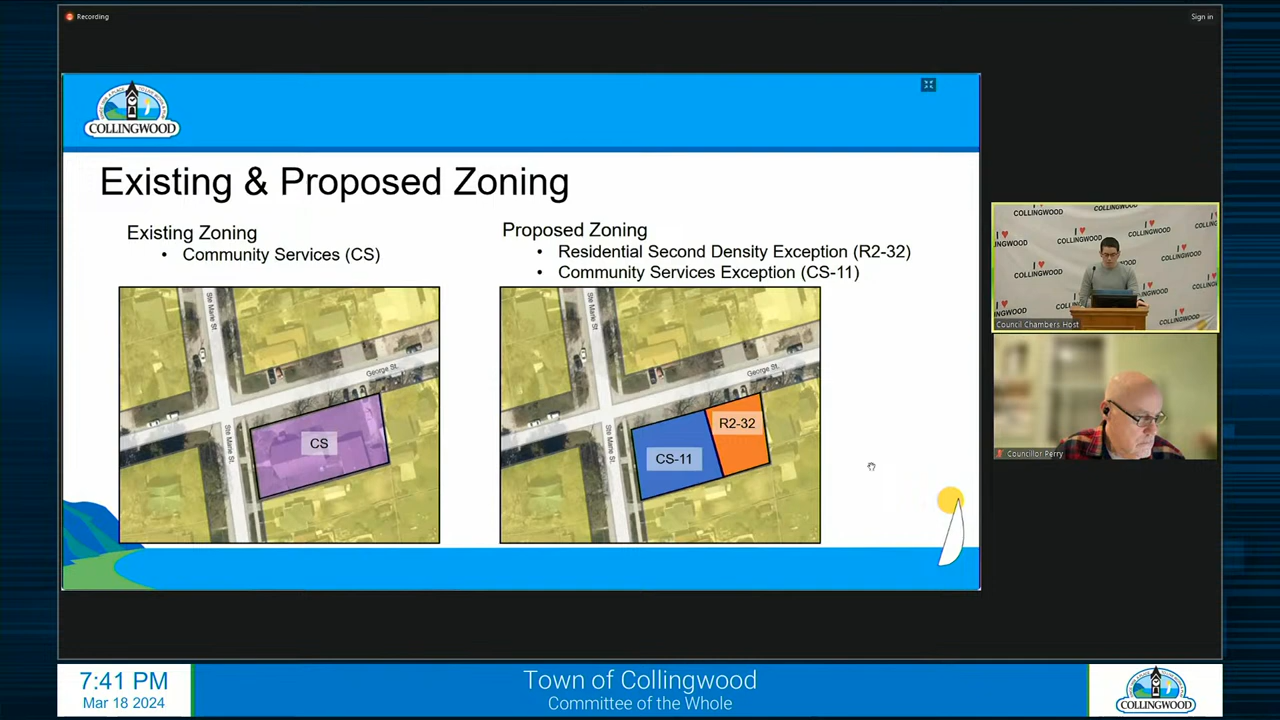 Recording
Sign in
COLLINGWOOD
Existing & Proposed Zoning
Existing Zoning
• Community Services (CS)
Proposed Zoning
• Residential Second Density Exception (R2-32)
• Community Services Exception (CS-11)
Ste Marie St.
George St.
Ste Marie St.
CS
Ste Marie St.
George St.
Ste Marie St.
R2-32
CS-11
I ♥
COLLINGWOOD
Council Chambers Host
Councillor Perry
7:41 PM
Mar 18 2024
Town of Collingwood
Committee of the Whole
COLLINGWOOD